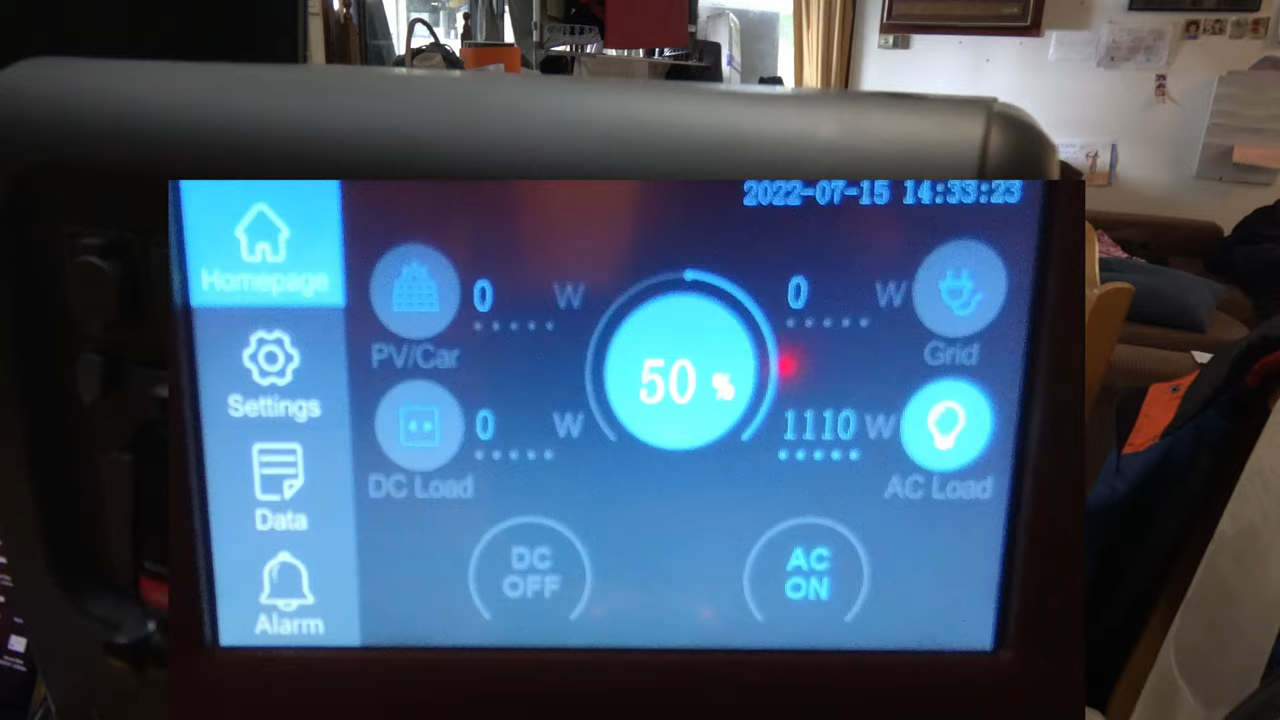 2022-07-15 14:33:23
Homepage
0 W
PV/Car
0 W
Grid
50 %
Settings
0 W
DC Load
1110 W
AC Load
Data
DC
OFF
AC
ON
Alarm